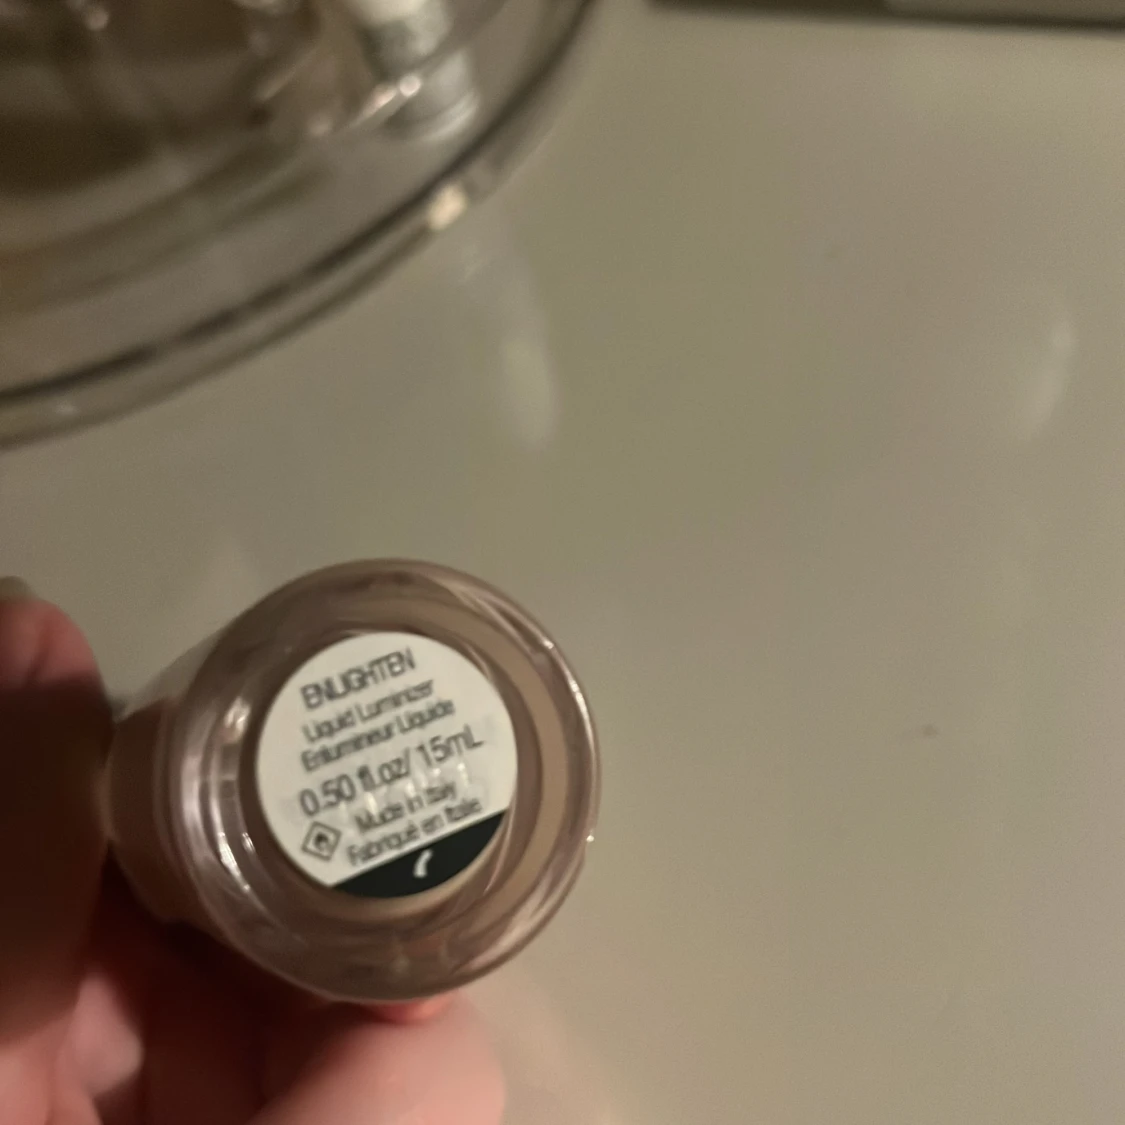 ENLIGHTEN
Liquid Luminizer
Enlumineur Liquide
0.50 fl.oz/ 15mL
Made in Italy
Fabriqué en Italie